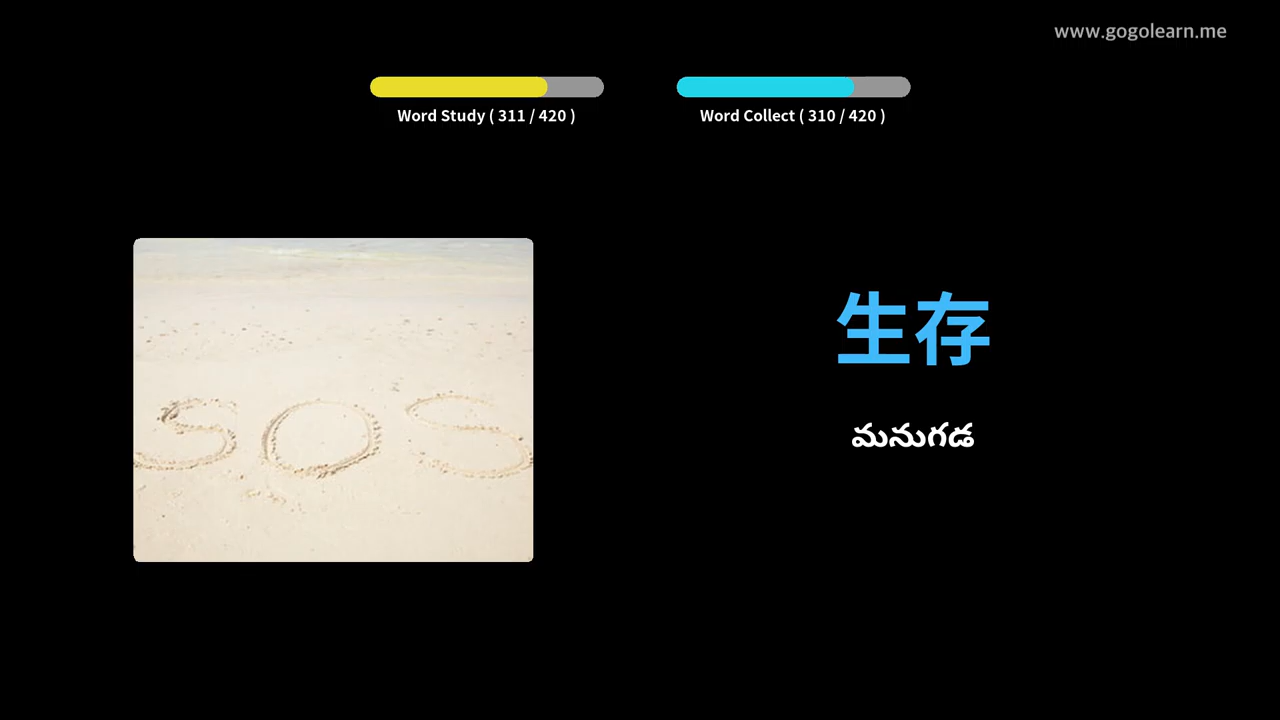 www.gogolearn.me
Word Study ( 311 / 420 )
Word Collect ( 310 / 420 )
SOS
生存
మనుగడ